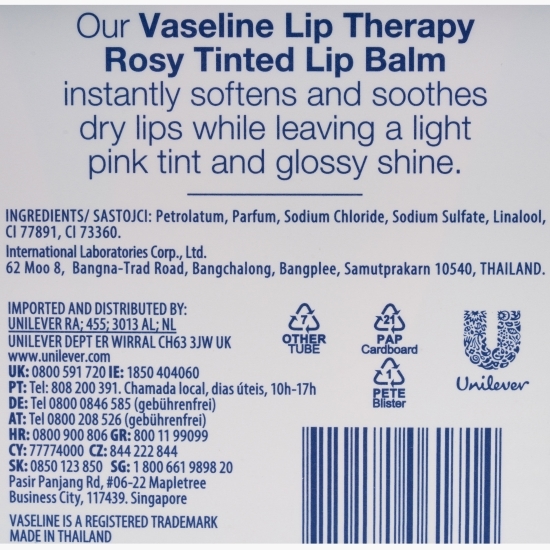 Our Vaseline Lip Therapy
Rosy Tinted Lip Balm
instantly softens and soothes
dry lips while leaving a light
pink tint and glossy shine.
INGREDIENTS/ SASTOJCI: Petrolatum, Parfum, Sodium Chloride, Sodium Sulfate, Linalool,
CI 77891, CI 73360.
International Laboratories Corp., Ltd.
62 Moo 8, Bangna-Trad Road, Bangchalong, Bangplee, Samutprakarn 10540, THAILAND.
IMPORTED AND DISTRIBUTED BY:
UNILEVER RA; 455; 3013 AL; NL
UNILEVER DEPT ER WIRRAL CH63 3JW UK
www.unilever.com
UK: 0800 591 720 IE: 1850 404060
PT: Tel: 808 200 391. Chamada local, dias úteis, 10h-17h
DE: Tel 0800 0846 585 (gebührenfrei)
AT: Tel 0800 208 526 (gebührenfrei)
HR: 0800 900 806 GR: 800 11 99099
CY: 77774000 CZ: 844 222 844
SK: 0850 123 850 SG: 1 800 661 9898 20
Pasir Panjang Rd, #06-22 Mapletree
Business City, 117439. Singapore
VASELINE IS A REGISTERED TRADEMARK
MADE IN THAILAND
7
OTHER
TUBE
21
PAP
Cardboard
1
PETE
Blister
Unilever